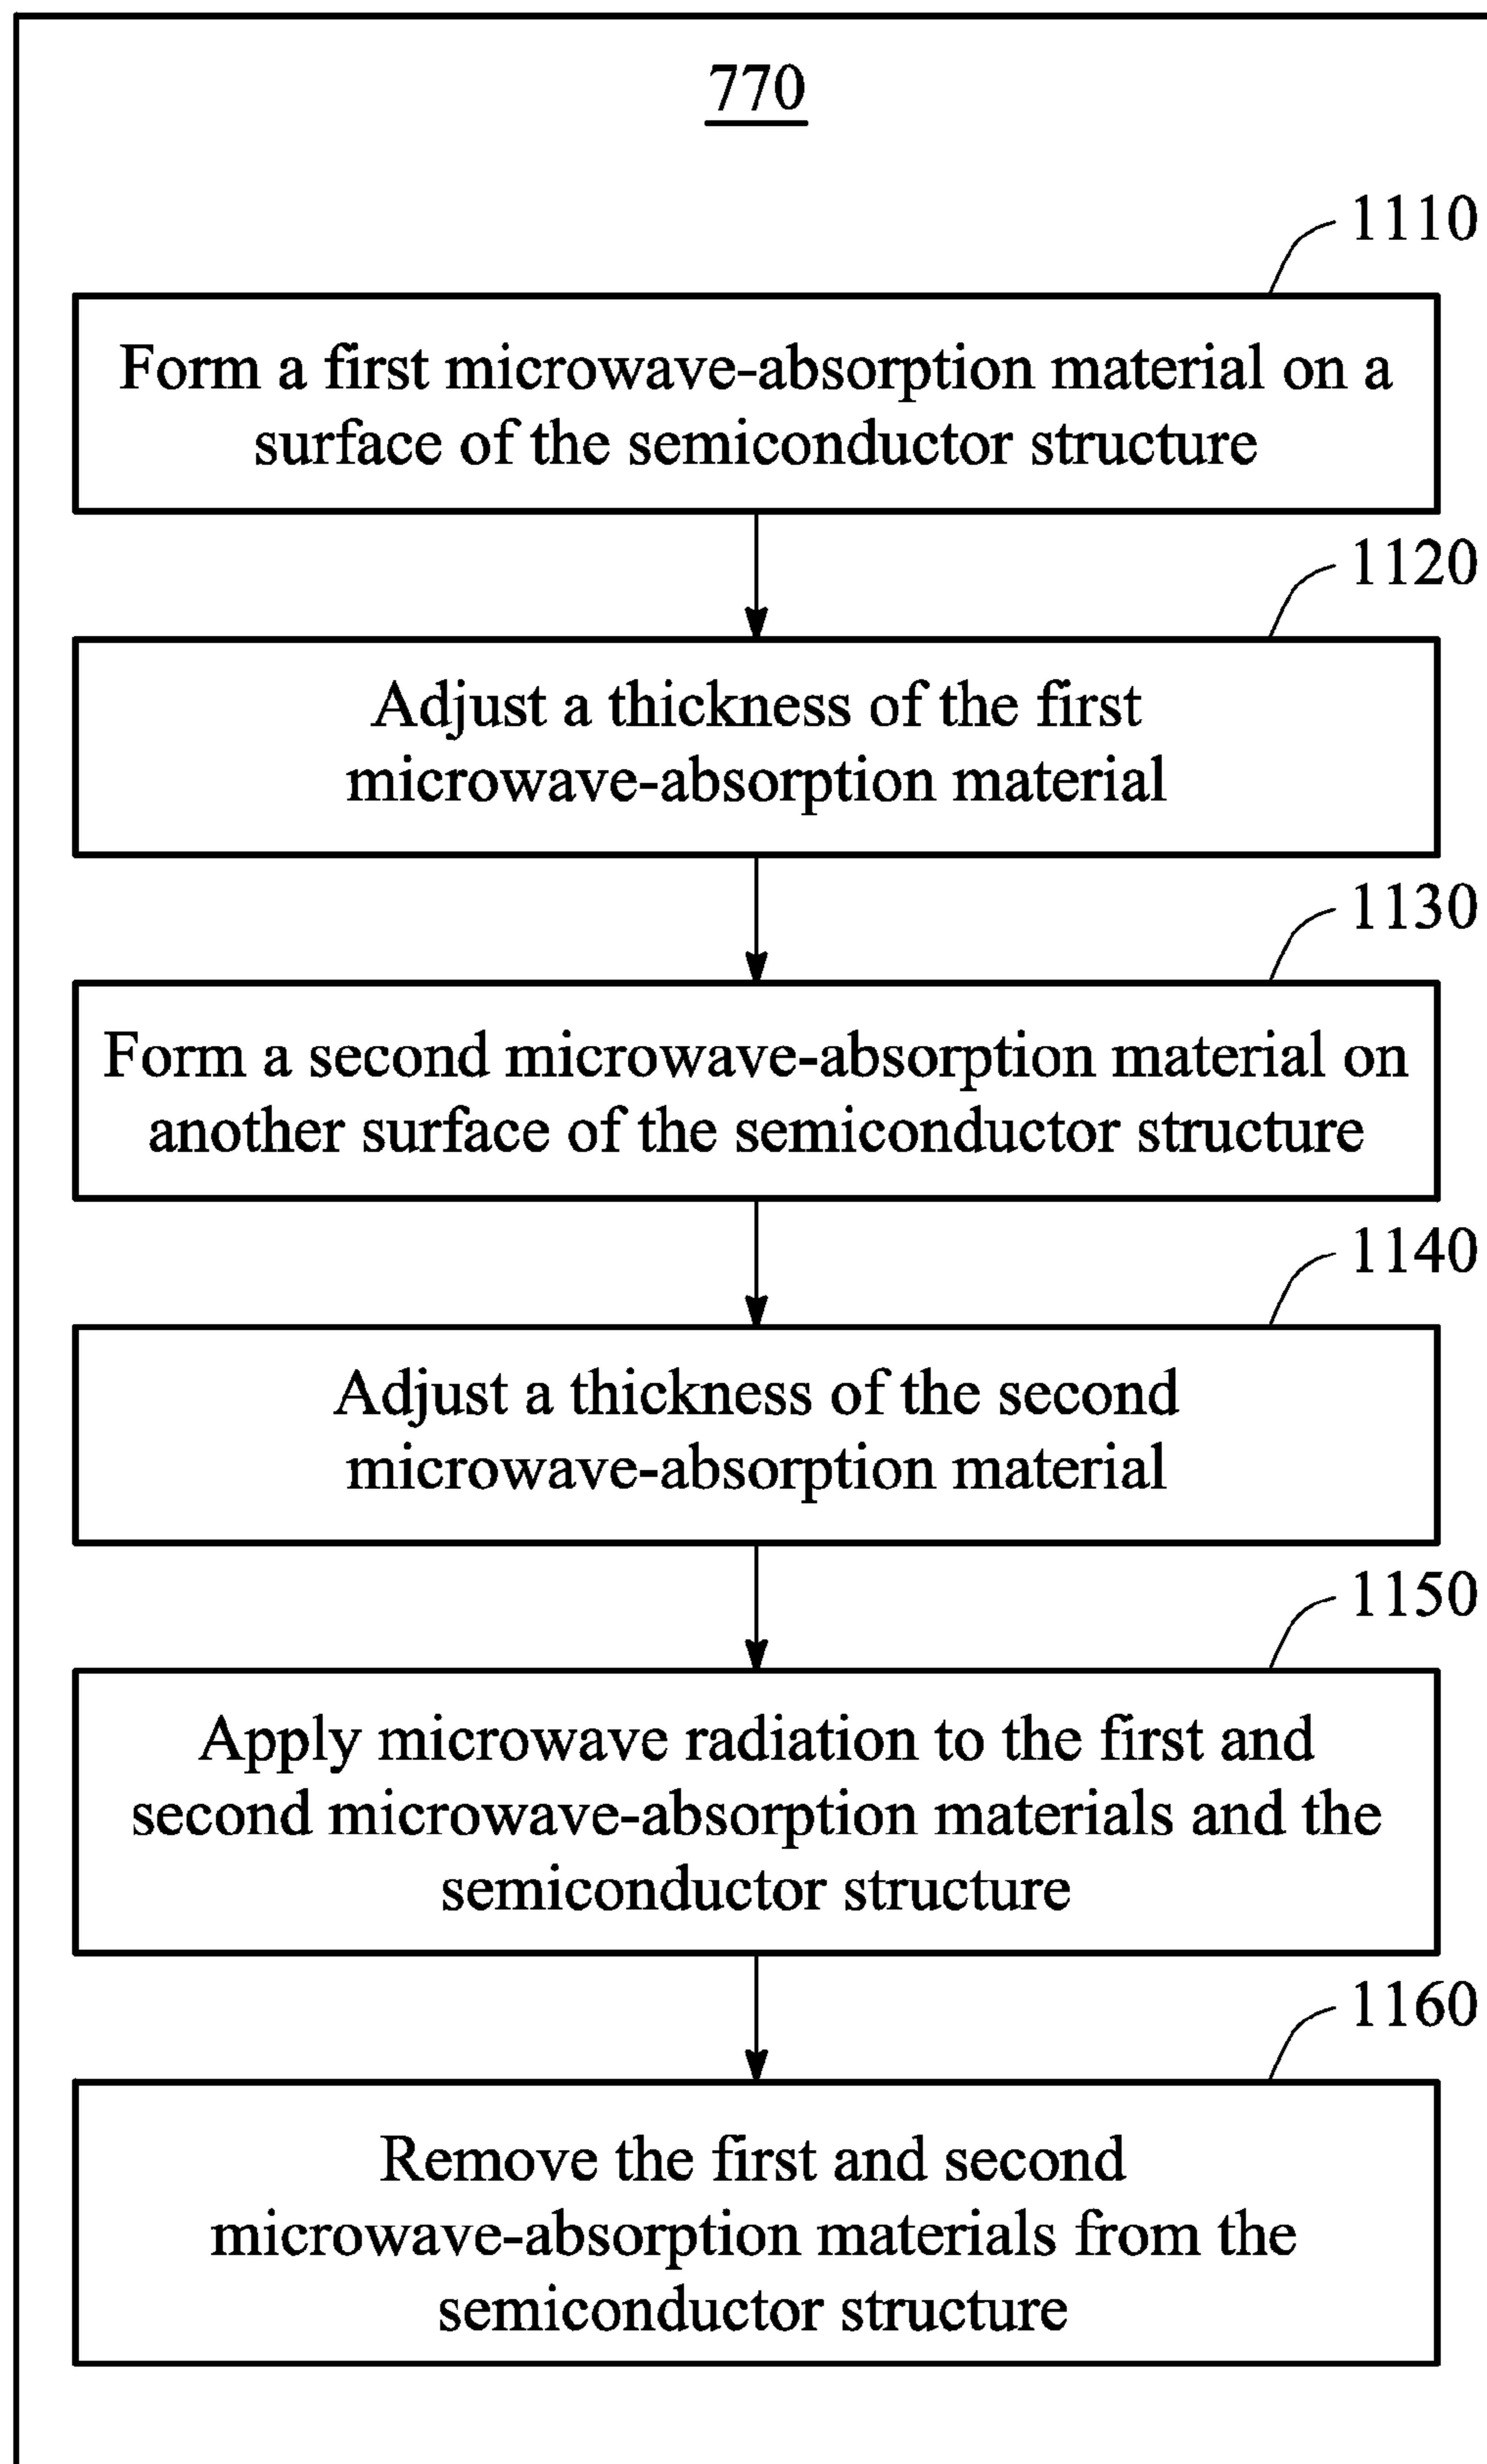 770
1110
Form a first microwave-absorption material on a
surface of the semiconductor structure
1120
Adjust a thickness of the first
microwave-absorption material
1130
Form a second microwave-absorption material on
another surface of the semiconductor structure
1140
Adjust a thickness of the second
microwave-absorption material
1150
Apply microwave radiation to the first and
second microwave-absorption materials and the
semiconductor structure
1160
Remove the first and second
microwave-absorption materials from the
semiconductor structure